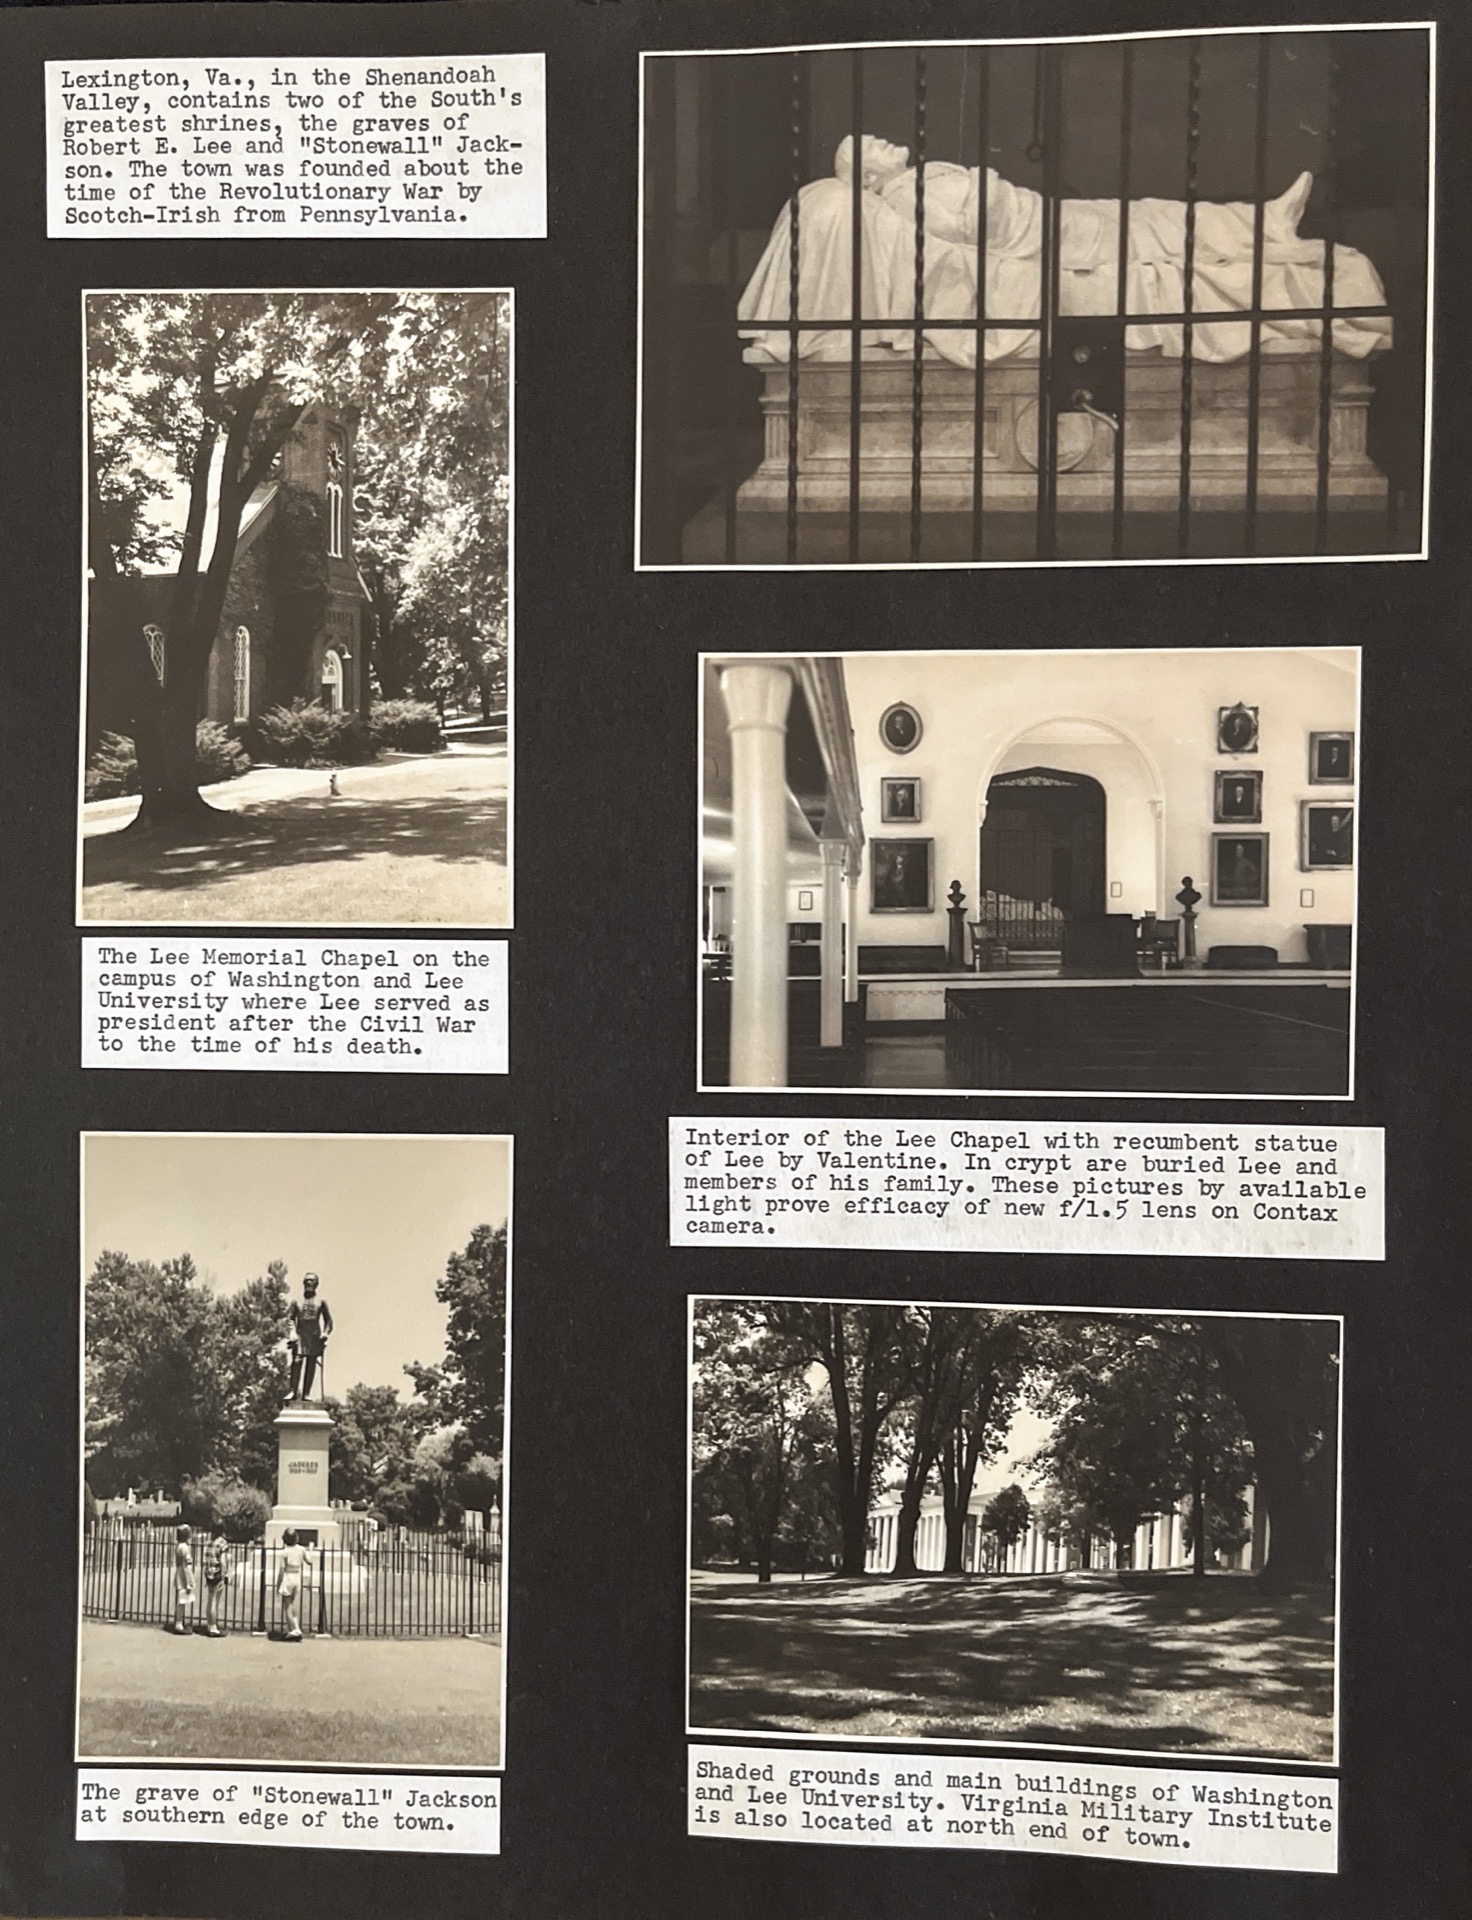 Lexington, Va., in the Shenandoah
Valley, contains two of the South's
greatest shrines, the graves of
Robert E. Lee and "Stonewall" Jack-
son. The town was founded about the
time of the Revolutionary War by
Scotch-Irish from Pennsylvania.
The Lee Memorial Chapel on the
campus of Washington and Lee
University where Lee served as
president after the Civil War
to the time of his death.
Interior of the Lee Chapel with recumbent statue
of Lee by Valentine. In crypt are buried Lee and
members of his family. These pictures by available
light prove efficacy of new f/1.5 lens on Contax
camera.
JACKSON
The grave of "Stonewall" Jackson
at southern edge of the town.
Shaded grounds and main buildings of Washington
and Lee University. Virginia Military Institute
is also located at north end of town.